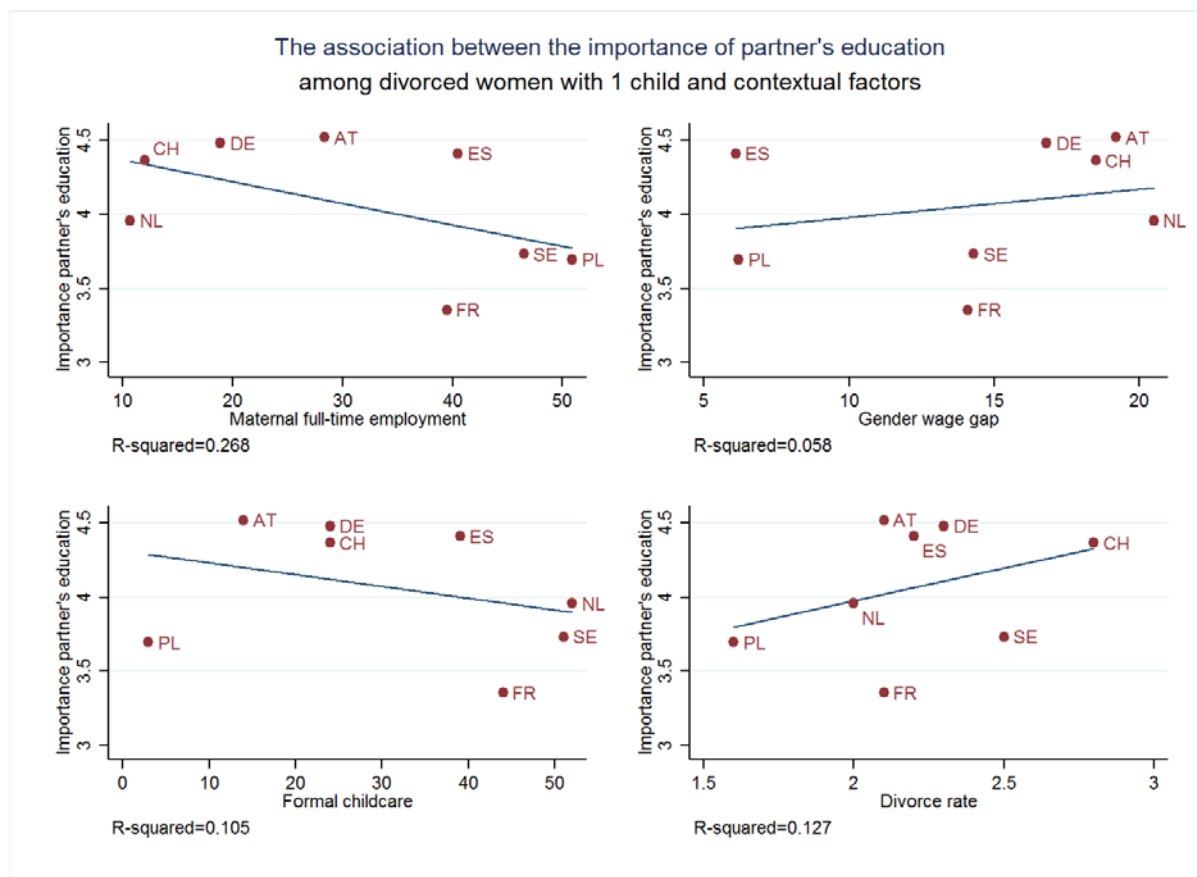 The association between the importance of partner's education
among divorced women with 1 child and contextual factors
Importance partner's education
4.5
4
3.5
3
CH
DE
AT
ES
NL
SE
PL
FR
10 20 30 40 50
Maternal full-time employment
R-squared=0.268
Importance partner's education
4.5
4
3.5
3
ES
DE
AT
CH
NL
PL
SE
FR
5 10 15 20
Gender wage gap
R-squared=0.058
Importance partner's education
4.5
4
3.5
3
AT
DE
CH
ES
NL
PL
SE
FR
0 10 20 30 40 50
Formal childcare
R-squared=0.105
Importance partner's education
4.5
4
3.5
3
AT
DE
ES
CH
NL
PL
SE
FR
1.5 2 2.5 3
Divorce rate
R-squared=0.127